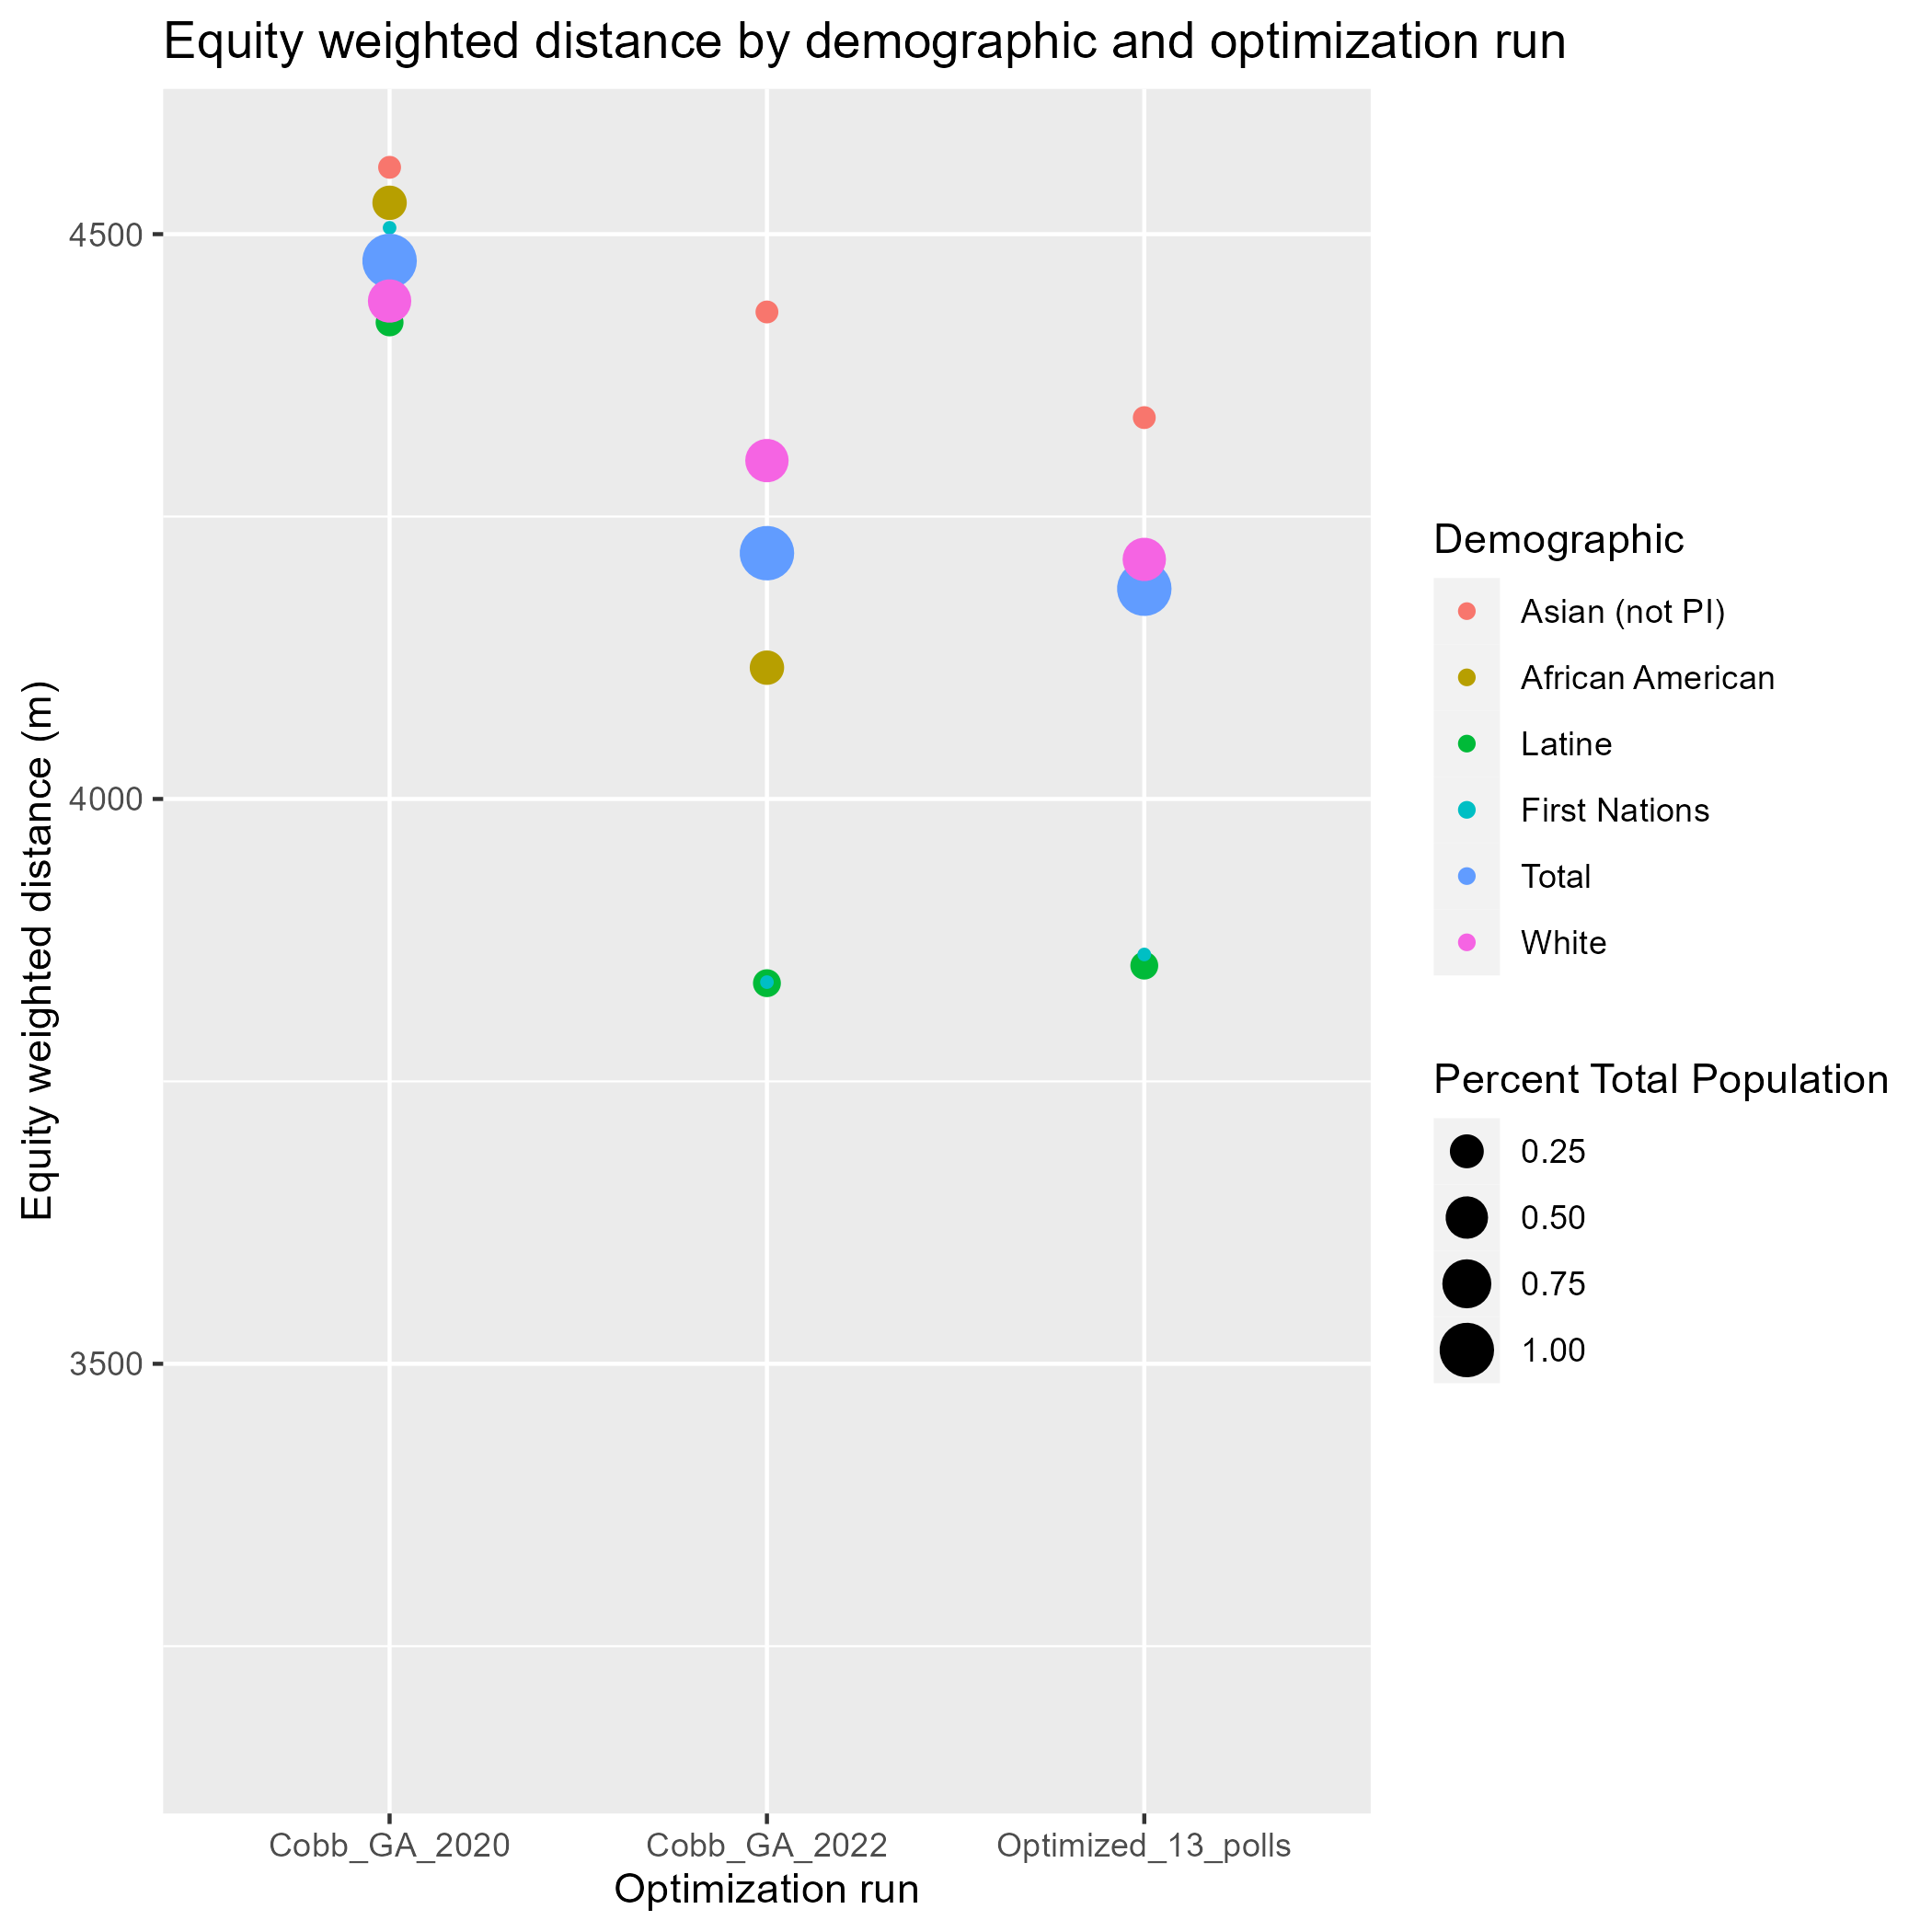 Equity weighted distance by demographic and optimization run
Equity weighted distance (m)
4500
4000
3500
Cobb_GA_2020
Cobb_GA_2022
Optimized_13_polls
Optimization run
Demographic
Asian (not PI)
African American
Latine
First Nations
Total
White
Percent Total Population
0.25
0.50
0.75
1.00